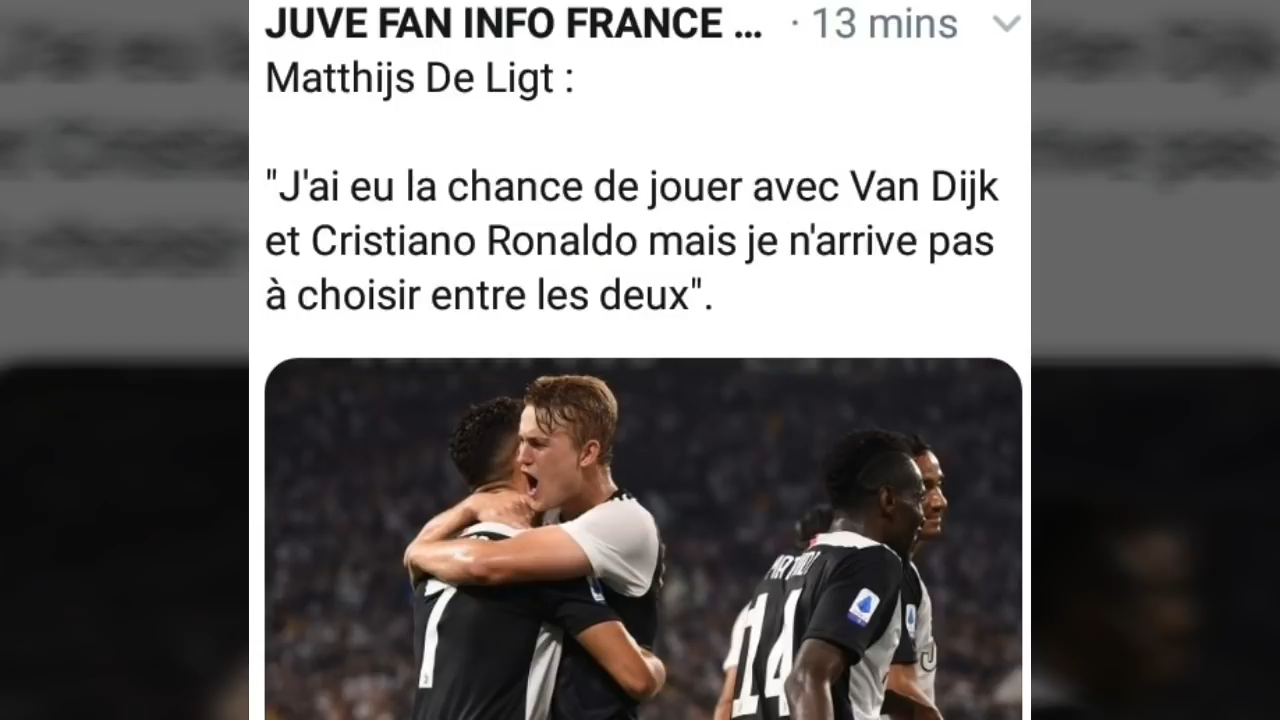 JUVE FAN INFO FRANCE ... · 13 mins
Matthijs De Ligt :
"J'ai eu la chance de jouer avec Van Dijk
et Cristiano Ronaldo mais je n'arrive pas
à choisir entre les deux".
7
14